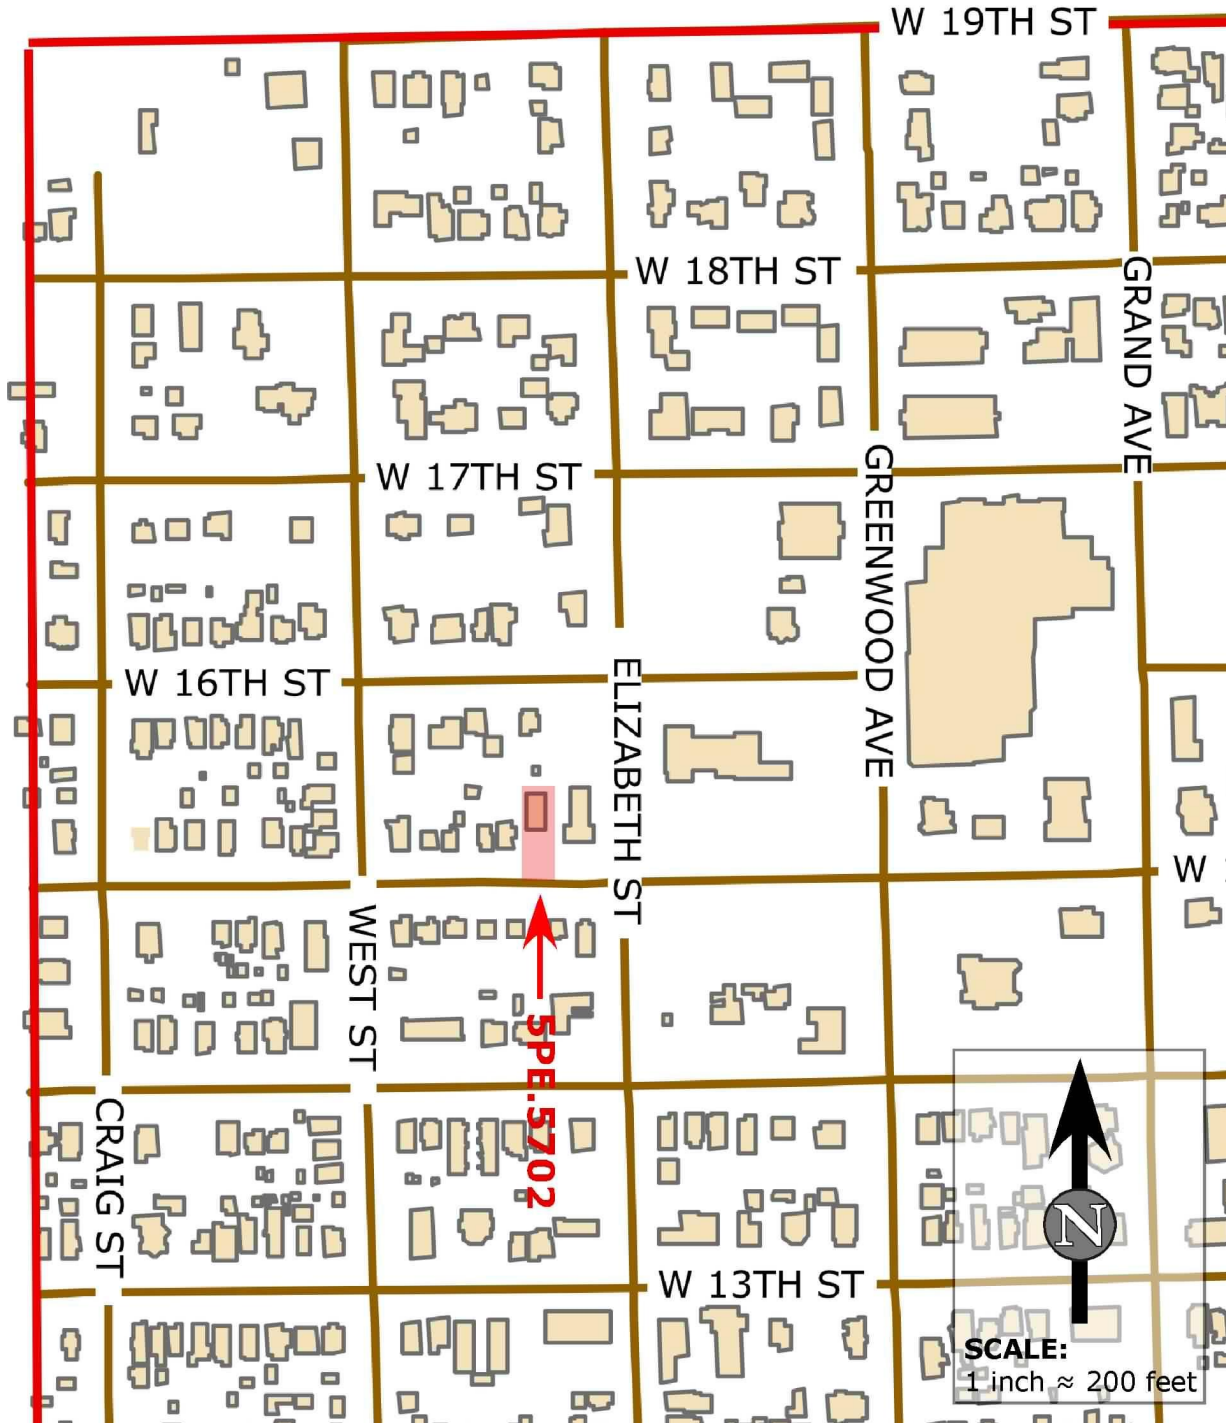 W 19TH ST
W 18TH ST
GRAND AVE
W 17TH ST
GREENWOOD AVE
W 16TH ST
ELIZABETH ST
W
WEST ST
5PE.5702
CRAIG ST
N
W 13TH ST
SCALE:
1 inch ≈ 200 feet